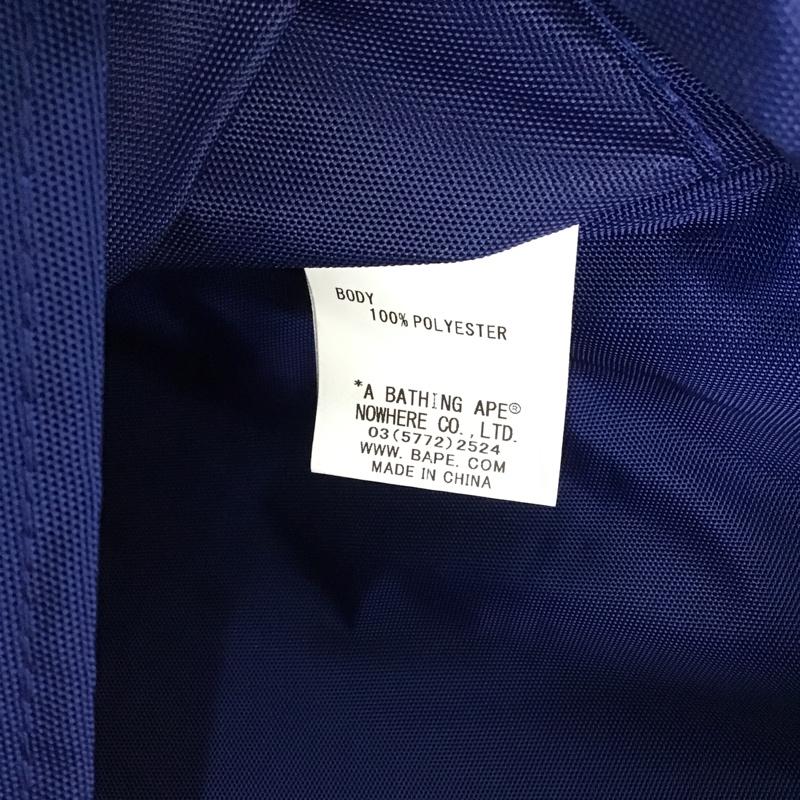 BODY
100% POLYESTER
*A BATHING APE®
NOWHERE CO., LTD.
03(5772)2524
WWW. BAPE. COM
MADE IN CHINA